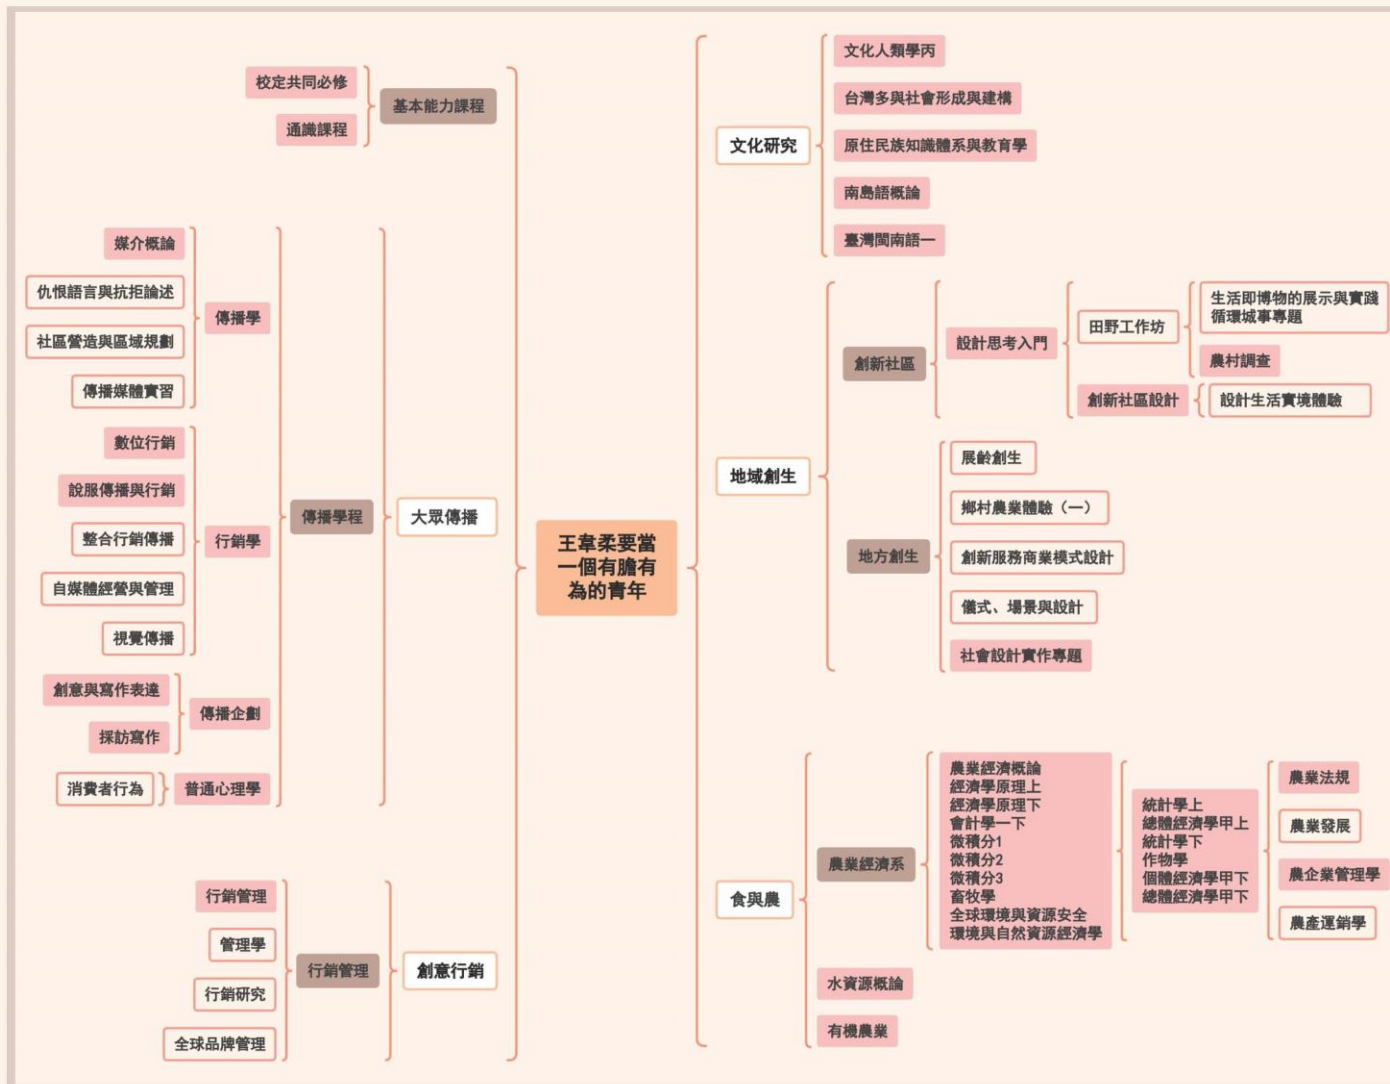 校定共同必修
通識課程
基本能力課程
媒介概論
仇恨語言與抗拒論述
社區營造與區域規劃
傳播媒體實習
傳播學
數位行銷
說服傳播與行銷
整合行銷傳播
自媒體經營與管理
視覺傳播
行銷學
創意與寫作表達
採訪寫作
傳播企劃
消費者行為
普通心理學
傳播學程
大眾傳播
行銷管理
管理學
行銷研究
全球品牌管理
行銷管理
創意行銷
王韋柔要當
一個有膽有
為的青年
文化研究
文化人類學丙
台灣多與社會形成與建構
原住民族知識體系與教育學
南島語概論
臺灣閩南語一
地域創生
創新社區
設計思考入門
田野工作坊
生活即博物的展示與實踐
循環城事專題
農村調查
創新社區設計
設計生活實境體驗
地方創生
展齡創生
鄉村農業體驗（一）
創新服務商業模式設計
儀式、場景與設計
社會設計實作專題
食與農
農業經濟系
農業經濟概論
經濟學原理上
經濟學原理下
會計學一下
微積分1
微積分2
微積分3
畜牧學
全球環境與資源安全
環境與自然資源經濟學
統計學上
總體經濟學甲上
統計學下
作物學
個體經濟學甲下
總體經濟學甲下
農業法規
農業發展
農企業管理學
農產運銷學
水資源概論
有機農業